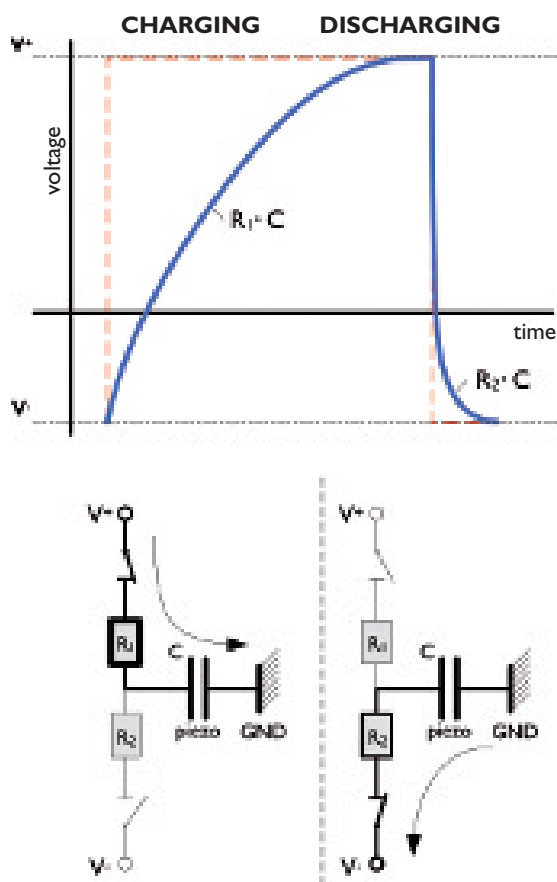 CHARGING DISCHARGING
V+
voltage
R1· C
time
R2· C
V-
V+ V+
R1 R1
C C
R2 piezo GND R2 piezo GND
V- V-